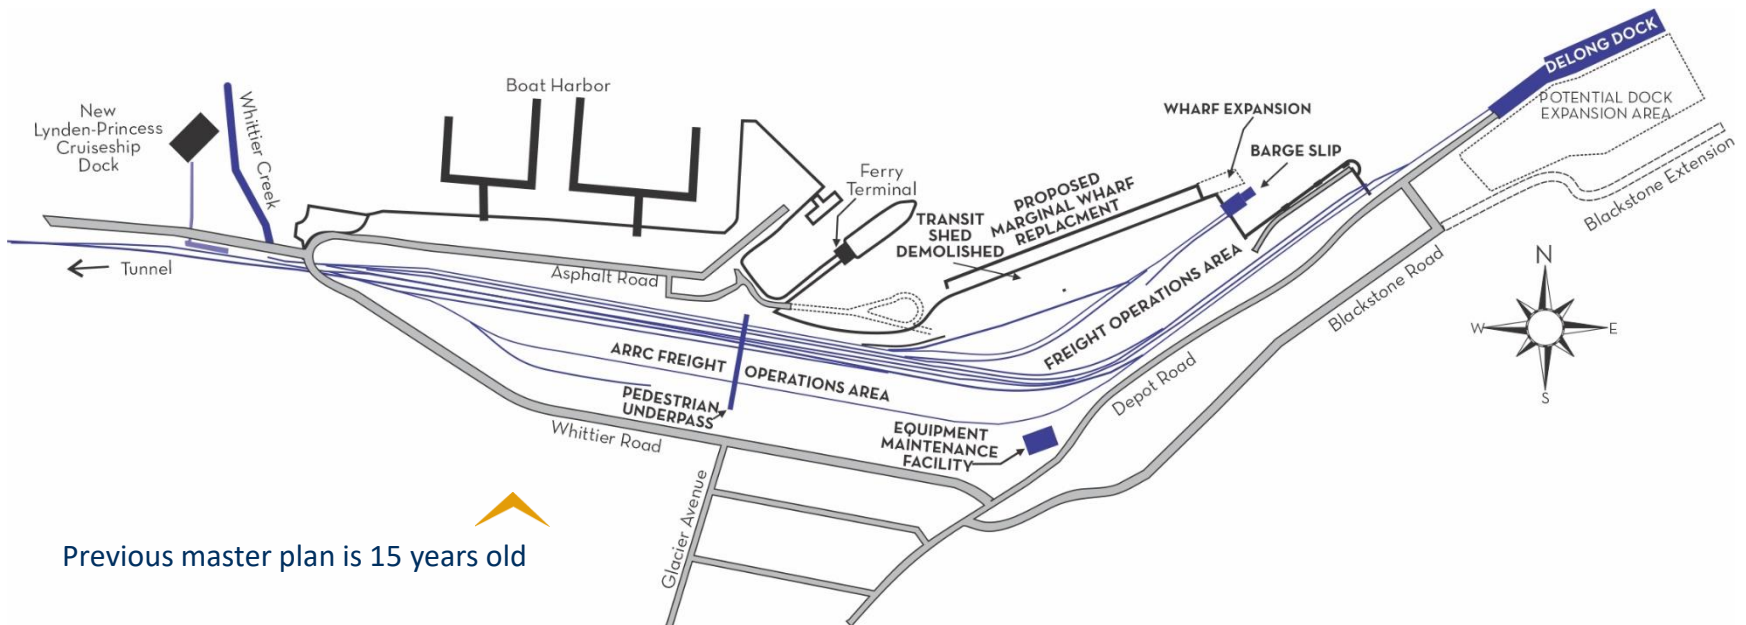 New
Lynden-Princess
Cruiseship
Dock
Whittier Creek
Boat Harbor
Ferry
Terminal
TRANSIT
SHED
DEMOLISHED
PROPOSED
MARGINAL WHARF
REPLACMENT
WHARF EXPANSION
BARGE SLIP
DELONG DOCK
POTENTIAL DOCK
EXPANSION AREA
Blackstone Extension
Tunnel
Asphalt Road
FREIGHT OPERATIONS AREA
Blackstone Road
Depot Road
N
W
E
S
ARRC FREIGHT
OPERATIONS AREA
PEDESTRIAN
UNDERPASS
Whittier Road
EQUIPMENT
MAINTENANCE
FACILITY
Glacier Avenue
Previous master plan is 15 years old